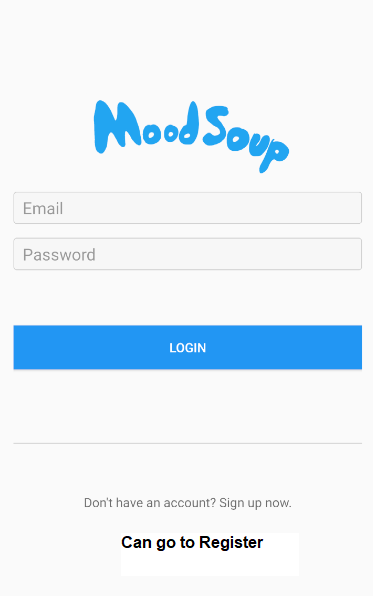 MoodSoup
Email
Password
LOGIN
Don't have an account? Sign up now.
Can go to Register